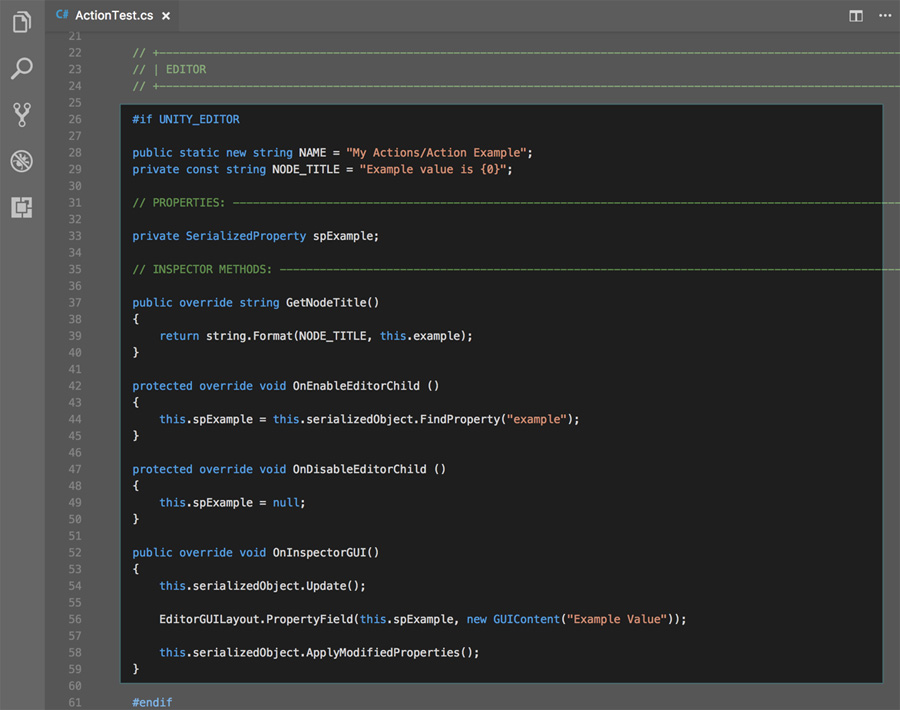 C# ActionTest.cs ×
21
22 // +--------------------------------------------------------------------------------------------------------------
23 // | EDITOR
24 // +--------------------------------------------------------------------------------------------------------------
25
26 #if UNITY_EDITOR
27
28 public static new string NAME = "My Actions/Action Example";
29 private const string NODE_TITLE = "Example value is {0}";
30
31 // PROPERTIES: ---------------------------------------------------------------------------------------------------
32
33 private SerializedProperty spExample;
34
35 // INSPECTOR METHODS: --------------------------------------------------------------------------------------------
36
37 public override string GetNodeTitle()
38 {
39     return string.Format(NODE_TITLE, this.example);
40 }
41
42 protected override void OnEnableEditorChild ()
43 {
44     this.spExample = this.serializedObject.FindProperty("example");
45 }
46
47 protected override void OnDisableEditorChild ()
48 {
49     this.spExample = null;
50 }
51
52 public override void OnInspectorGUI()
53 {
54     this.serializedObject.Update();
55
56     EditorGUILayout.PropertyField(this.spExample, new GUIContent("Example Value"));
57
58     this.serializedObject.ApplyModifiedProperties();
59 }
60
61 #endif